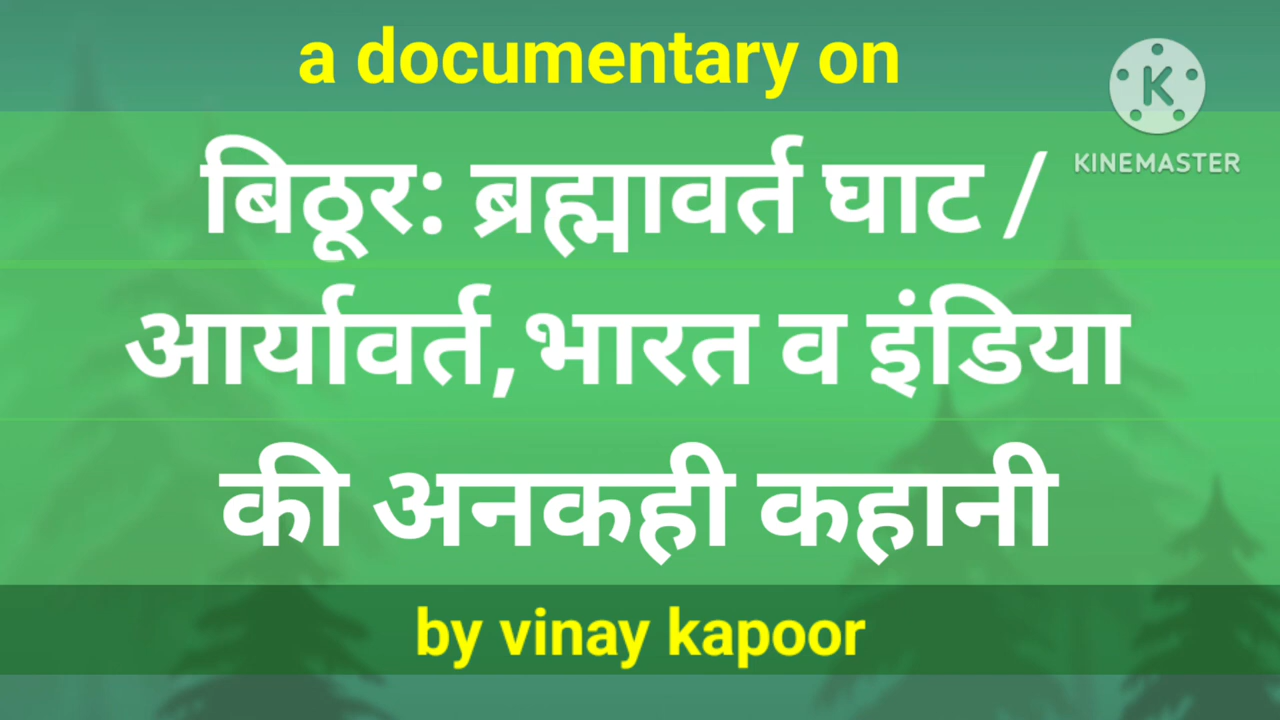 a documentary on
K
KINEMASTER
बिठूर: ब्रह्मावर्त घाट /
आर्यावर्त,भारत व इंडिया
की अनकही कहानी
by vinay kapoor